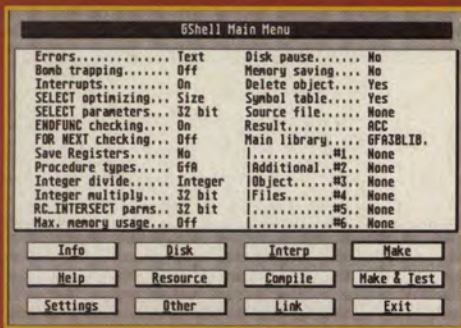 GShell Main Menu
Errors............... Text
Bomb trapping........ Off
Interrupts........... On
SELECT optimizing.... Size
SELECT parameters.... 32 bit
ENDFUNC checking..... On
FOR NEXT checking.... Off
Save Registers....... No
Procedure types...... GfA
Integer divide....... Integer
Integer multiply..... 32 bit
RC_INTERSECT parms... 32 bit
Max. memory usage.... Off
Disk pause....... No
Memory saving.... No
Delete object.... Yes
Symbol table..... Yes
Source file...... None
Result........... ACC
Main library..... GFA3BLIB.
|............#1.. None
|Additional..#2.. None
|Object......#3.. None
|Files.......#4.. None
|............#5.. None
|............#6.. None
Info Disk Interp Make
Help Resource Compile Make & Test
Settings Other Link Exit